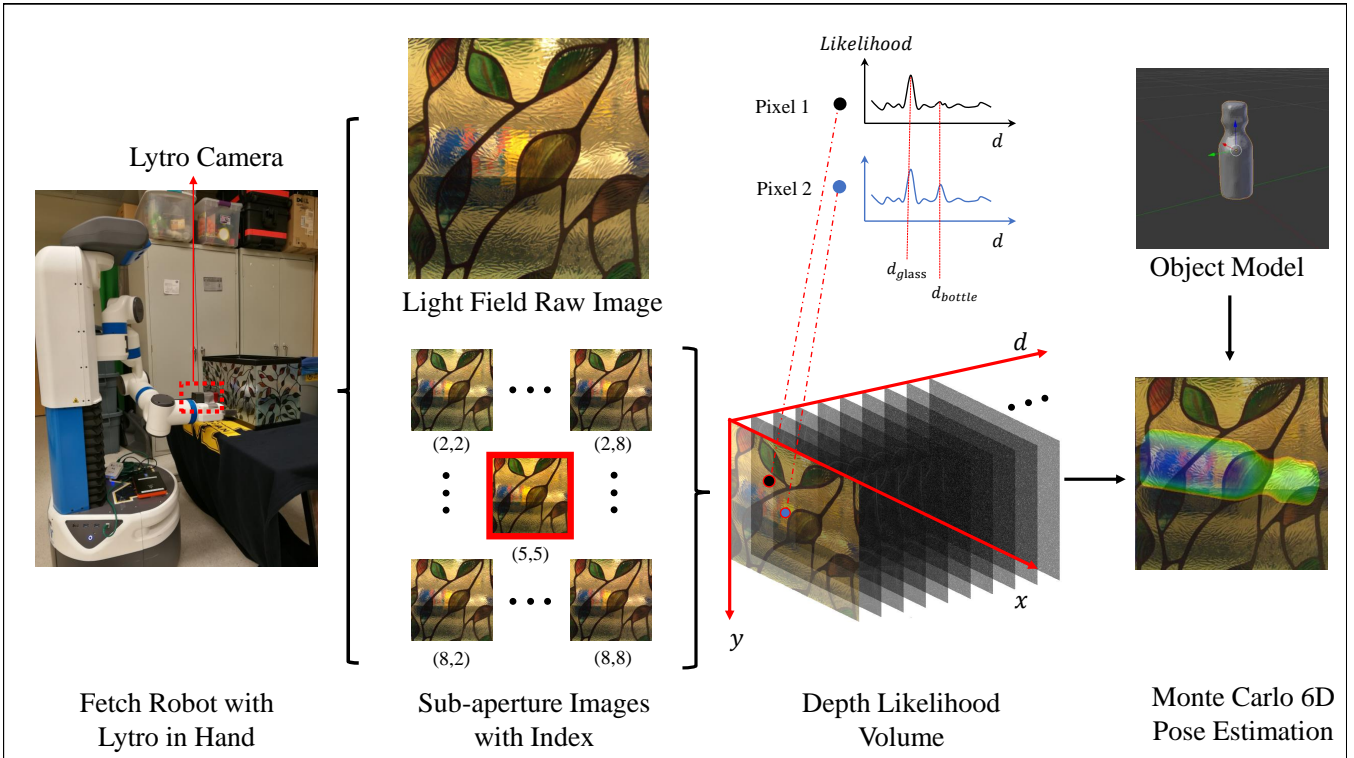 Lytro Camera
Light Field Raw Image
(2,2)
(2,8)
(5,5)
(8,2)
(8,8)
Likelihood
Pixel 1
d
Pixel 2
d
d_glass
d_bottle
Object Model
d
x
y
Fetch Robot with
Lytro in Hand
Sub-aperture Images
with Index
Depth Likelihood
Volume
Monte Carlo 6D
Pose Estimation